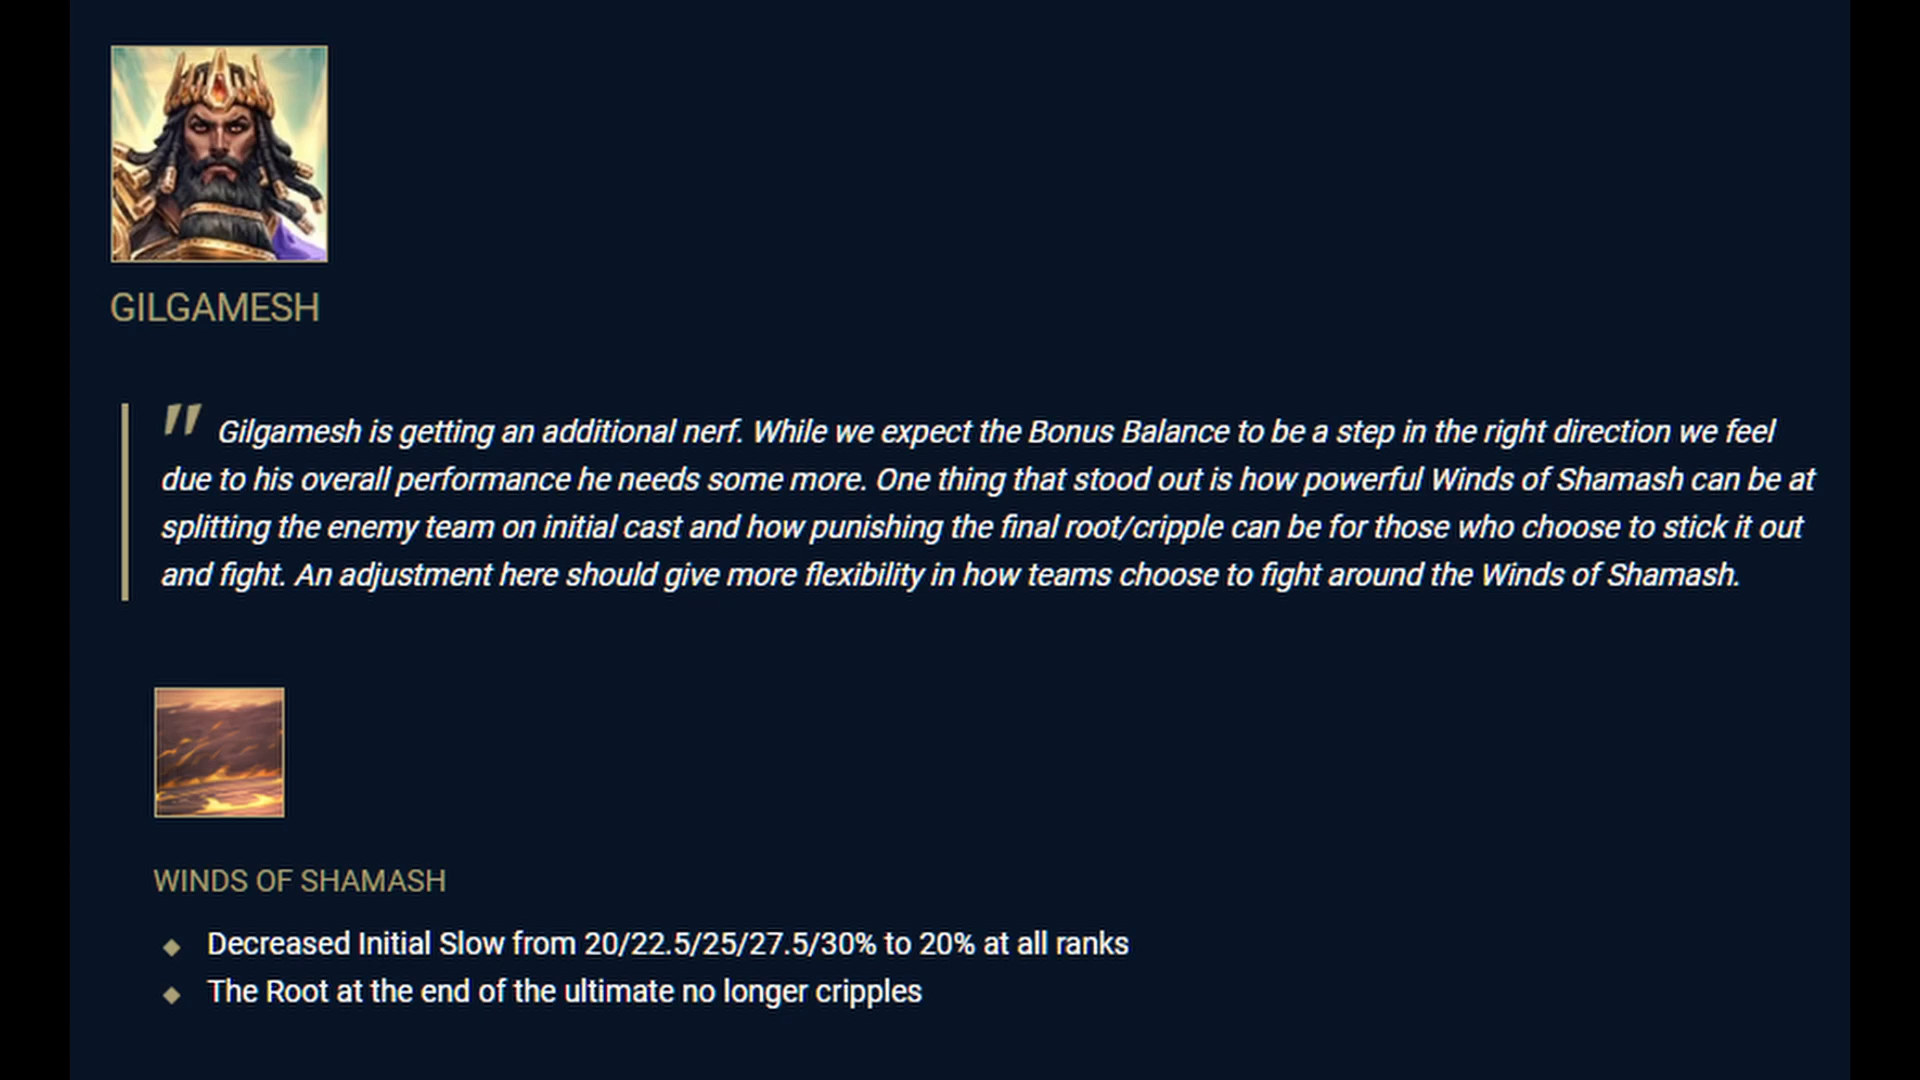 GILGAMESH
" Gilgamesh is getting an additional nerf. While we expect the Bonus Balance to be a step in the right direction we feel
due to his overall performance he needs some more. One thing that stood out is how powerful Winds of Shamash can be at
splitting the enemy team on initial cast and how punishing the final root/cripple can be for those who choose to stick it out
and fight. An adjustment here should give more flexibility in how teams choose to fight around the Winds of Shamash.
WINDS OF SHAMASH
◆ Decreased Initial Slow from 20/22.5/25/27.5/30% to 20% at all ranks
◆ The Root at the end of the ultimate no longer cripples